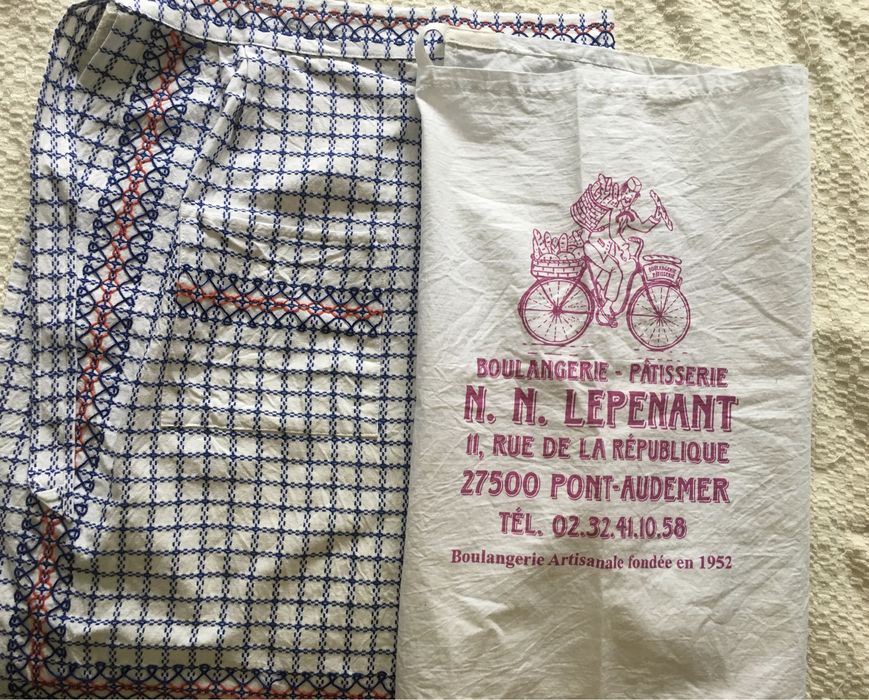 BOULANGERIE
PÂTISSERIE
BOULANGERIE - PÂTISSERIE
N. N. LEPENANT
11, RUE DE LA RÉPUBLIQUE
27500 PONT-AUDEMER
TÉL. 02.32.41.10.58
Boulangerie Artisanale fondée en 1952